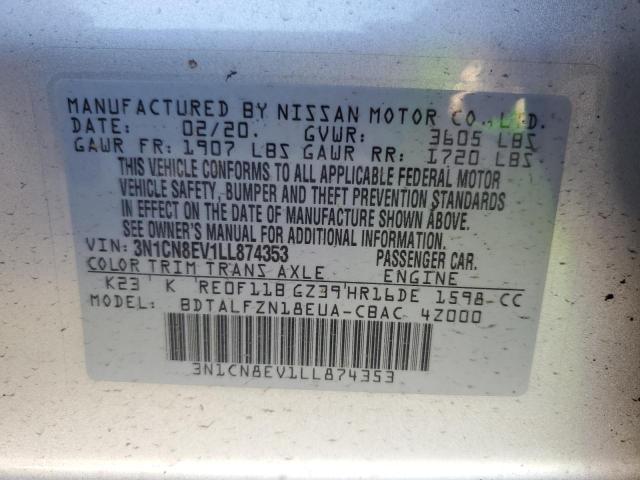 MANUFACTURED BY NISSAN MOTOR CO., LTD.
DATE: 02/20. GVWR: 3605 LBS
GAWR FR: 1907 LBS GAWR RR: 1720 LBS
THIS VEHICLE CONFORMS TO ALL APPLICABLE FEDERAL MOTOR
VEHICLE SAFETY, BUMPER AND THEFT PREVENTION STANDARDS
IN EFFECT ON THE DATE OF MANUFACTURE SHOWN ABOVE.
SEE OWNER'S MANUAL FOR ADDITIONAL INFORMATION.
VIN: 3N1CN8EV1LL874353 PASSENGER CAR.
COLOR TRIM TRANS AXLE ENGINE
K23 K RE0F11B GZ39 HR16DE 1598-CC
MODEL: BDTALFZN18EUA-CBAC 4Z000
3N1CN8EV1LL874353